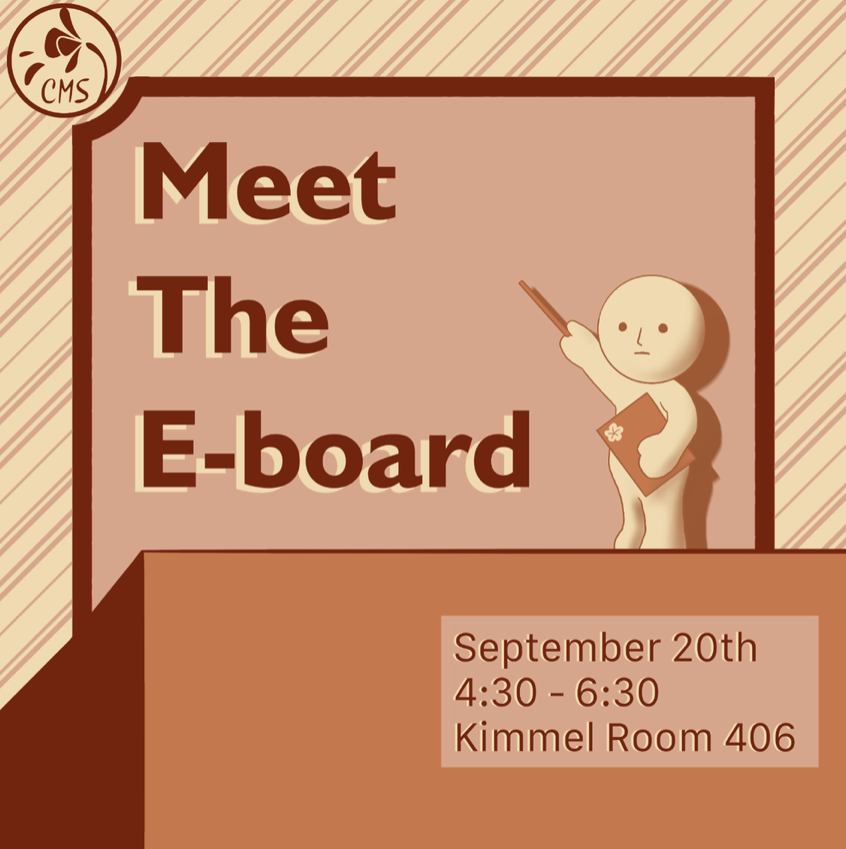 CMS
Meet
The
E-board
September 20th
4:30 - 6:30
Kimmel Room 406